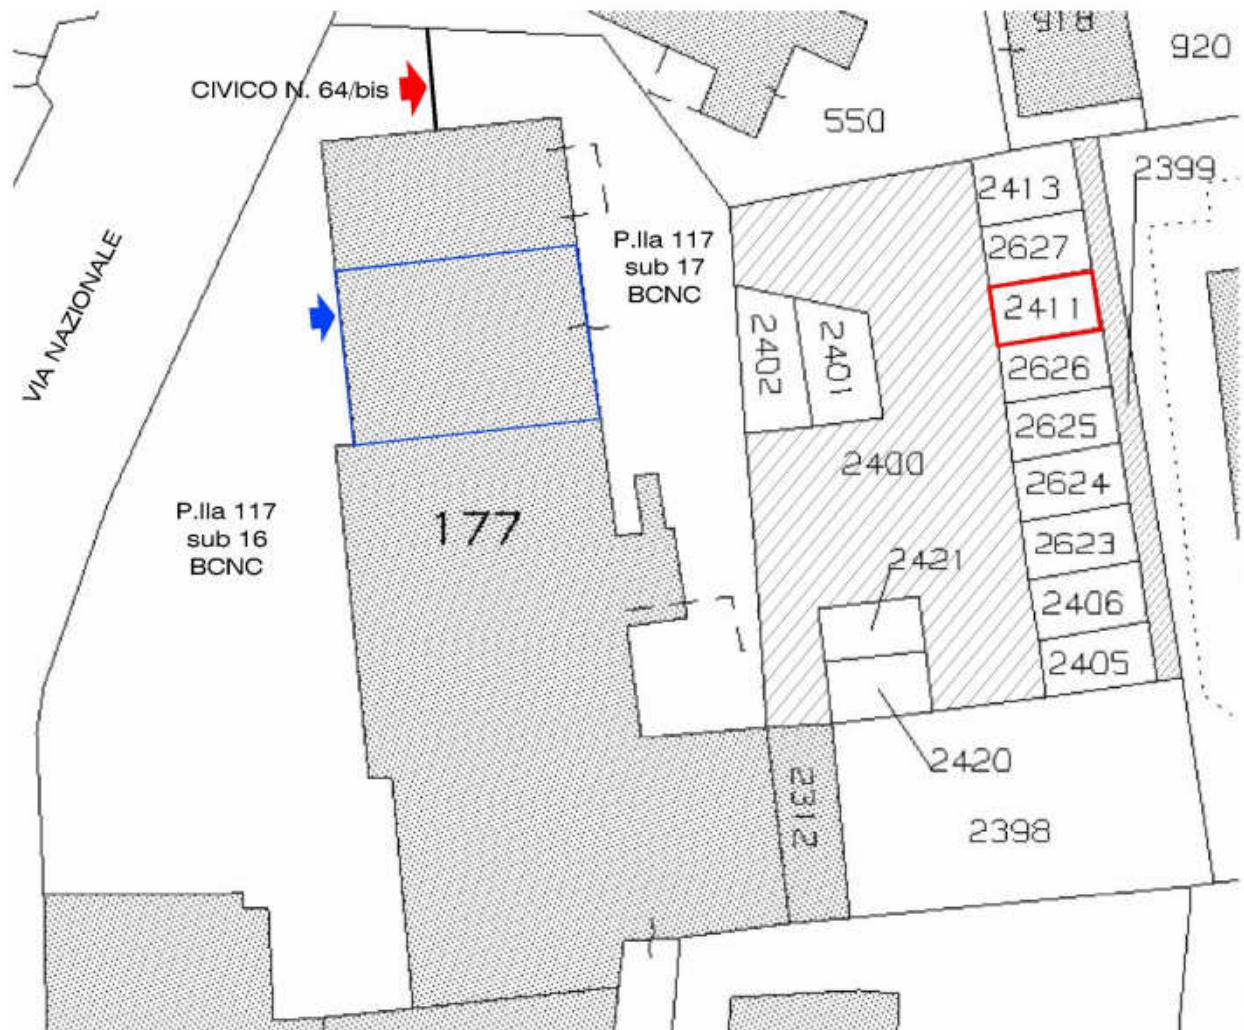 918
920
CIVICO N. 64/bis
550
2399
2413
P.lla 117
sub 17
BCNC
2627
VIA NAZIONALE
2411
2402
2401
2626
2625
2400
2624
P.lla 117
sub 16
BCNC
177
2623
2421
2406
2405
2420
2312
2398